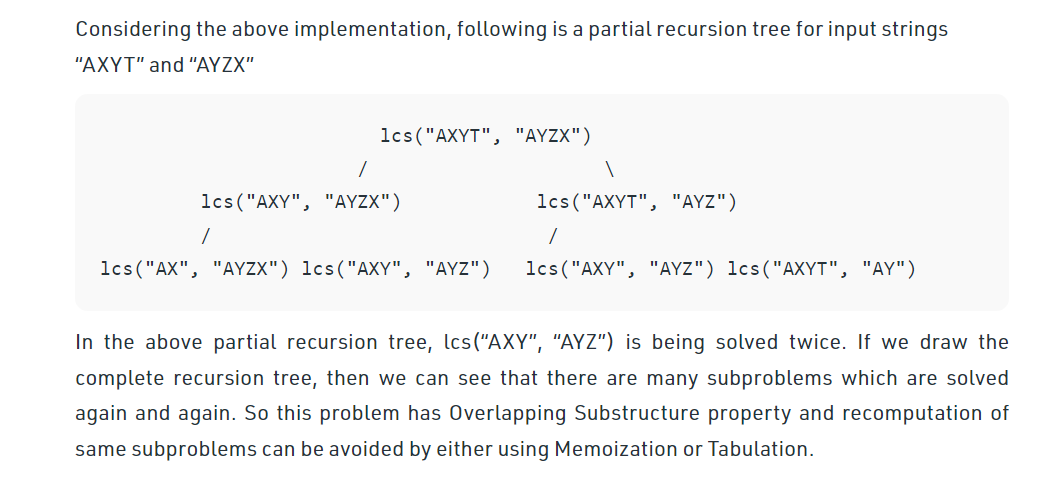 Considering the above implementation, following is a partial recursion tree for input strings
“AXYT” and “AYZX”
lcs("AXYT", "AYZX")
/ \
lcs("AXY", "AYZX") lcs("AXYT", "AYZ")
/ /
lcs("AX", "AYZX") lcs("AXY", "AYZ") lcs("AXY", "AYZ") lcs("AXYT", "AY")
In the above partial recursion tree, lcs(“AXY”, “AYZ”) is being solved twice. If we draw the
complete recursion tree, then we can see that there are many subproblems which are solved
again and again. So this problem has Overlapping Substructure property and recomputation of
same subproblems can be avoided by either using Memoization or Tabulation.